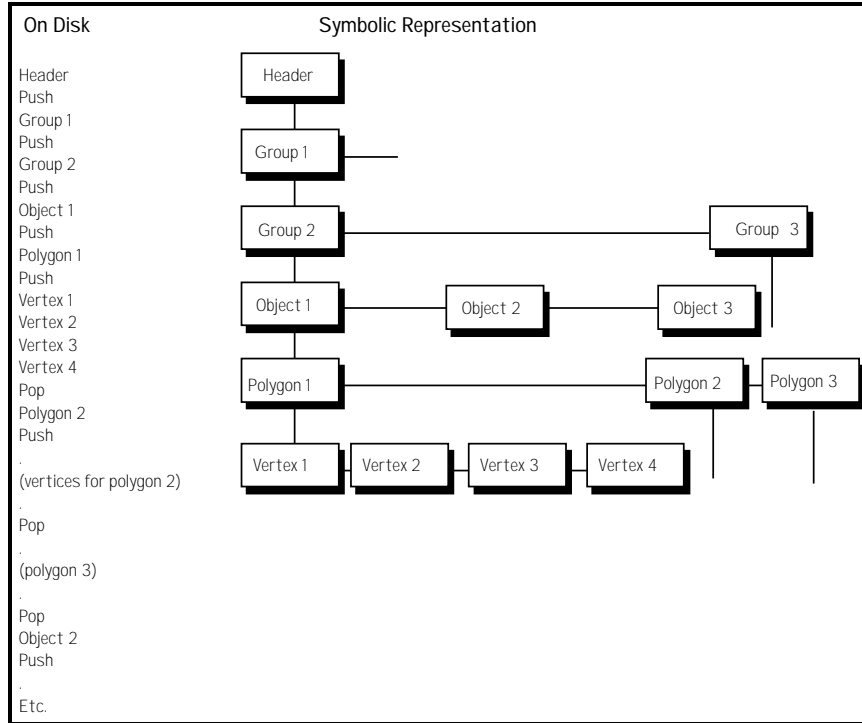 On Disk
Symbolic Representation
Header
Push
Group 1
Push
Group 2
Push
Object 1
Push
Polygon 1
Push
Vertex 1
Vertex 2
Vertex 3
Vertex 4
Pop
Polygon 2
Push
.
(vertices for polygon 2)
.
Pop
.
(polygon 3)
.
Pop
Object 2
Push
.
Etc.
Header
Group 1
Group 2
Group 3
Object 1
Object 2
Object 3
Polygon 1
Polygon 2
Polygon 3
Vertex 1
Vertex 2
Vertex 3
Vertex 4